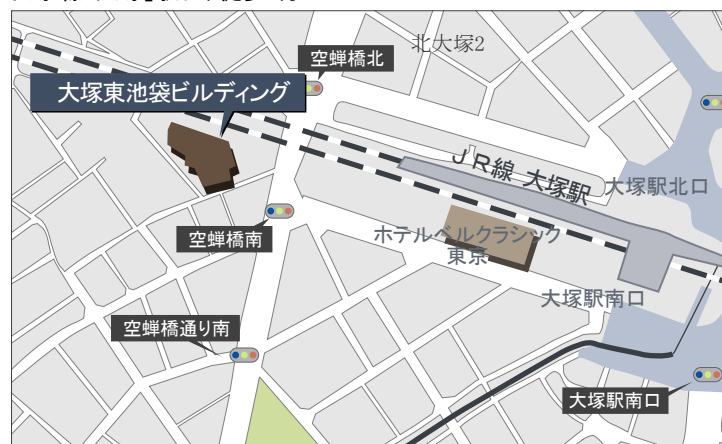 北大塚2
空蝉橋北
大塚東池袋ビルディング
JR線 大塚駅
大塚駅北口
空蝉橋南
ホテルベルクラシック
東京
大塚駅南口
空蝉橋通り南
大塚駅南口